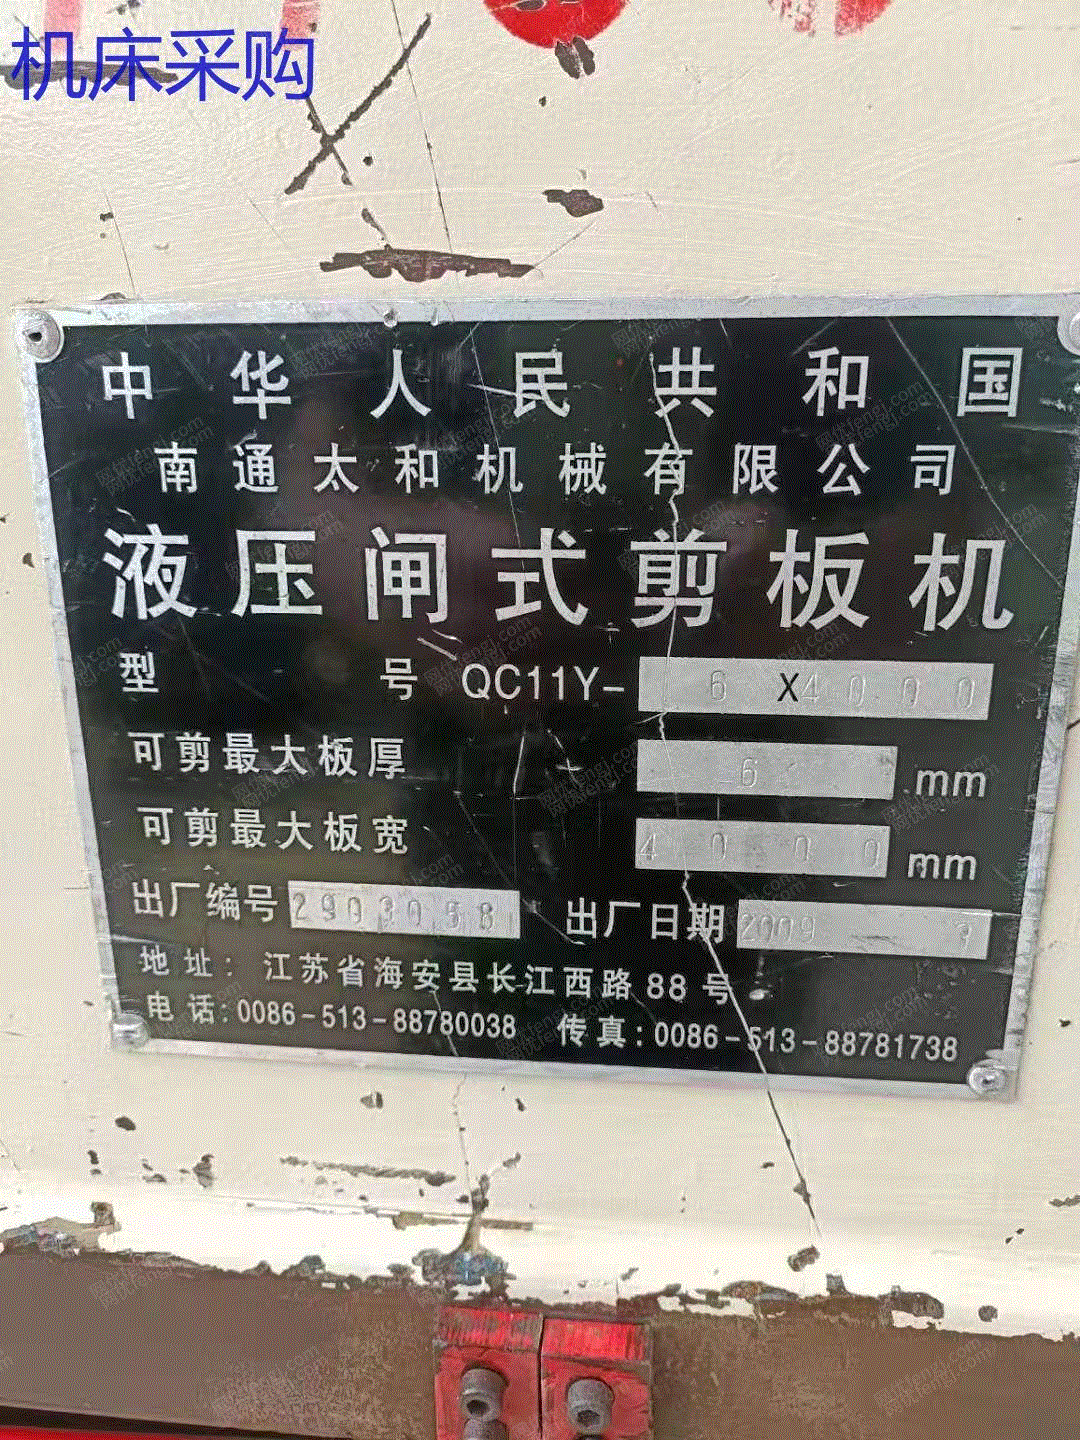 机床采购
中华人民共和国
南通太和机械有限公司
液压闸式剪板机
型号 QC11Y- 6 X4000
可剪最大板厚 6 mm
可剪最大板宽 4000 mm
出厂编号 2903058 出厂日期 2009
地址: 江苏省海安县长江西路88号
电话:0086-513-88780038 传真:0086-513-88781738